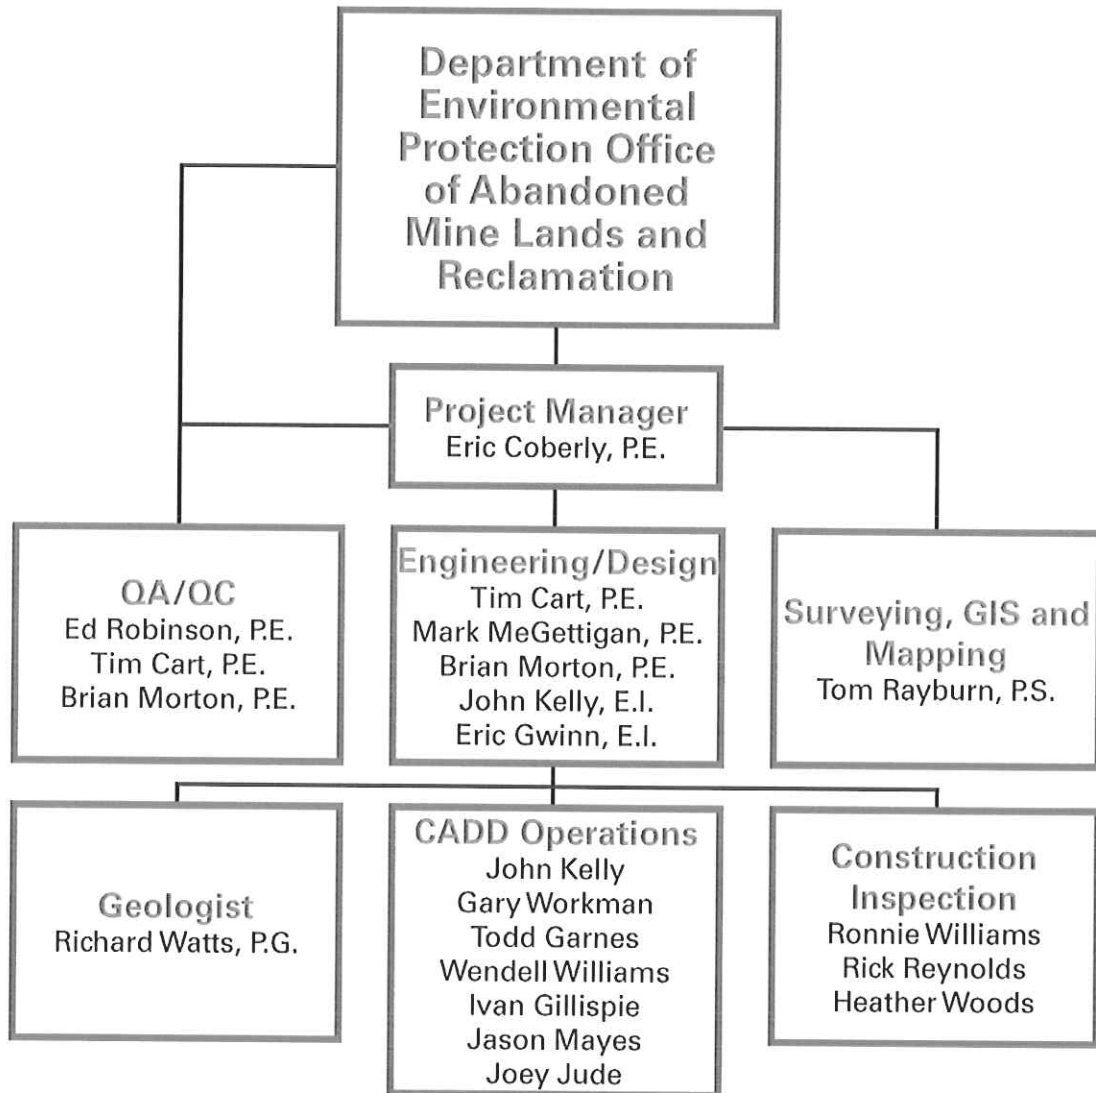 Department of
Environmental
Protection Office
of Abandoned
Mine Lands and
Reclamation
Project Manager
Eric Coberly, P.E.
QA/QC
Ed Robinson, P.E.
Tim Cart, P.E.
Brian Morton, P.E.
Engineering/Design
Tim Cart, P.E.
Mark MeGettigan, P.E.
Brian Morton, P.E.
John Kelly, E.I.
Eric Gwinn, E.I.
Surveying, GIS and
Mapping
Tom Rayburn, P.S.
Geologist
Richard Watts, P.G.
CADD Operations
John Kelly
Gary Workman
Todd Garnes
Wendell Williams
Ivan Gillispie
Jason Mayes
Joey Jude
Construction
Inspection
Ronnie Williams
Rick Reynolds
Heather Woods